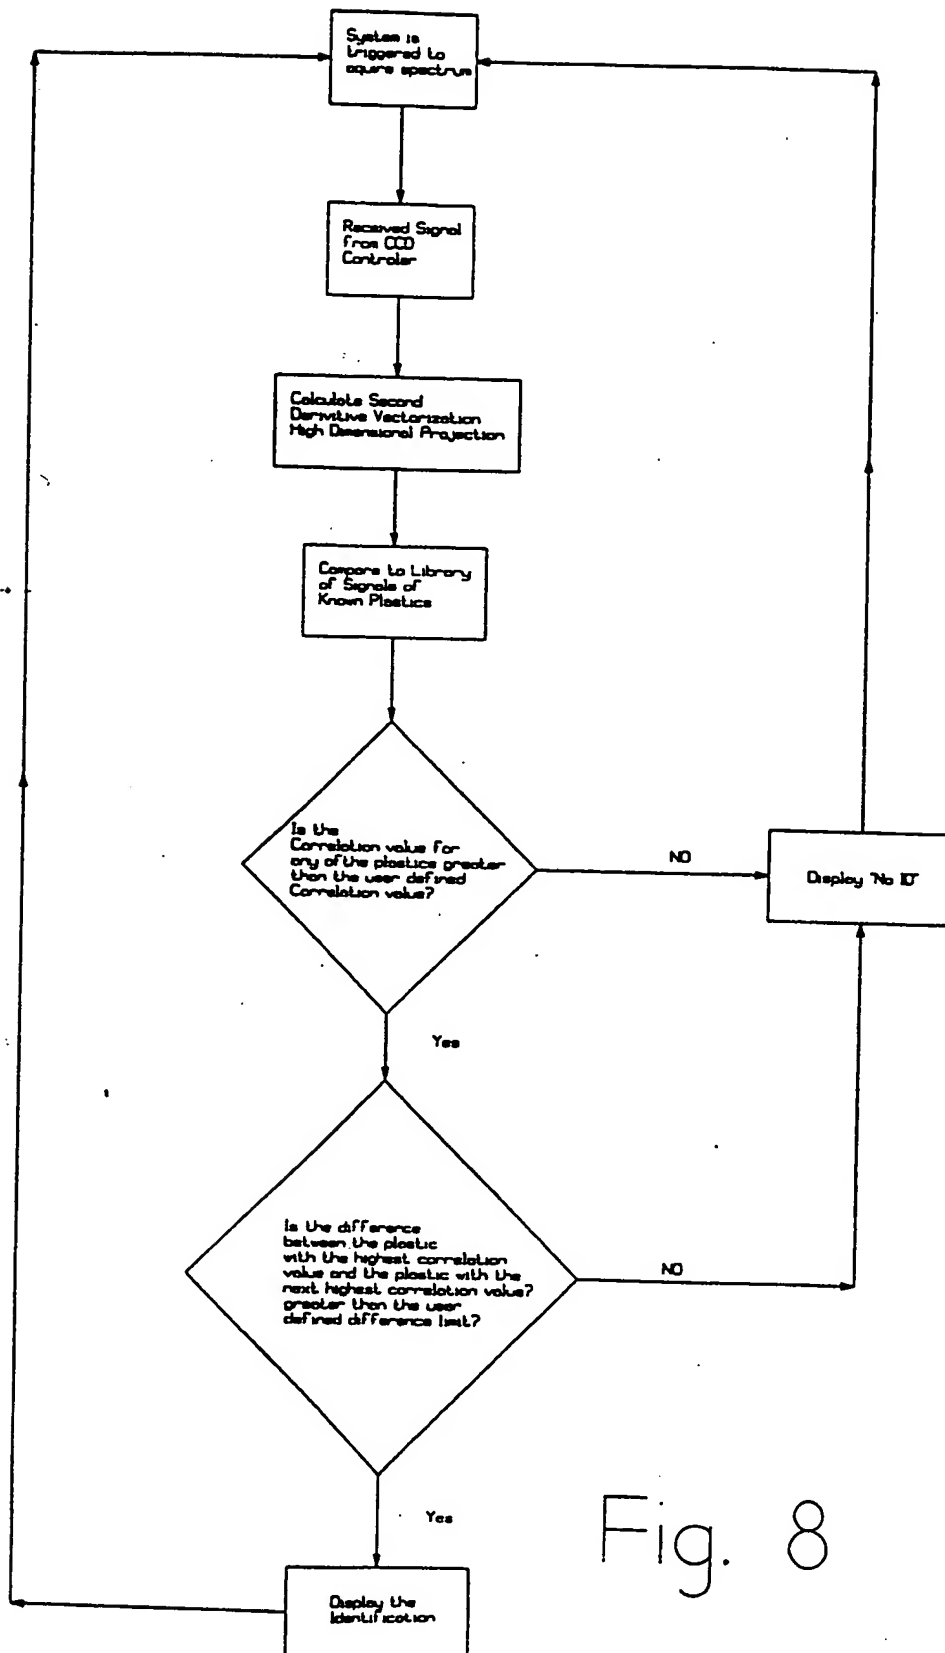 System is
triggered to
aquire spectrum
Received Signal
from CCD
Controler
Calculate Second
Derivitive Vectorization
High Dimensional Projection
Compare to Library
of Signals of
Known Plastics
Is the
Correlation value for
any of the plastics greater
than the user defined
Correlation value?
NO
Display "No ID"
Yes
Is the difference
between the plastic
with the highest correlation
value and the plastic with the
next highest correlation value?
greater than the user
defined difference limit?
NO
Yes
Display the
Identification
Fig. 8